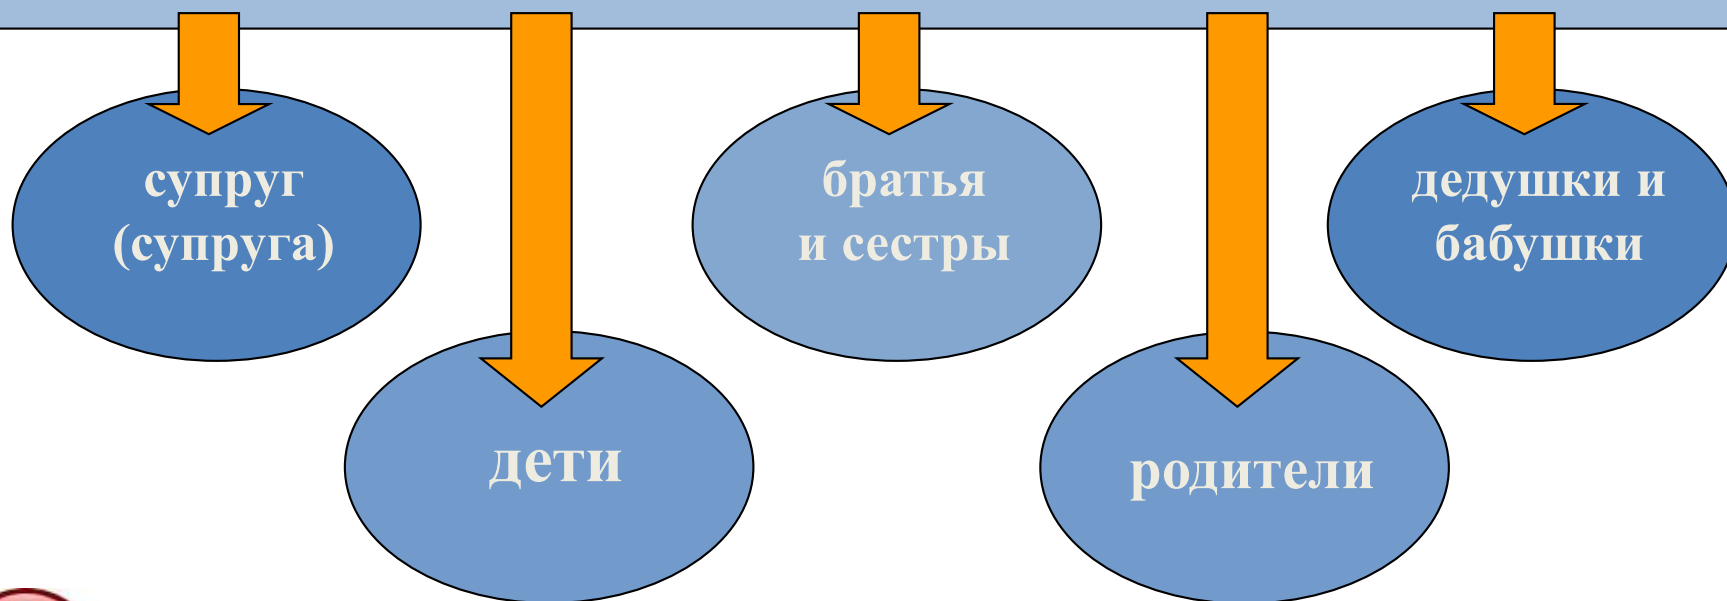 супруг
(супруга)
братья
и сестры
дедушки и
бабушки
дети
родители